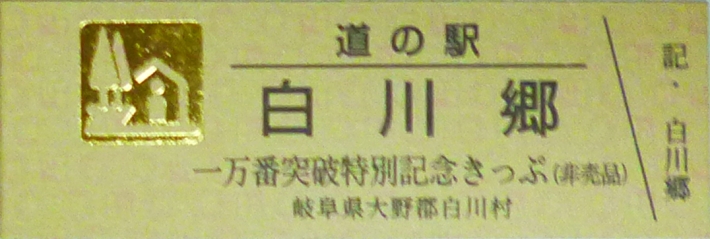 道の駅
白川郷
一万番突破特別記念きっぷ(非売品)
岐阜県大野郡白川村
記・白川郷